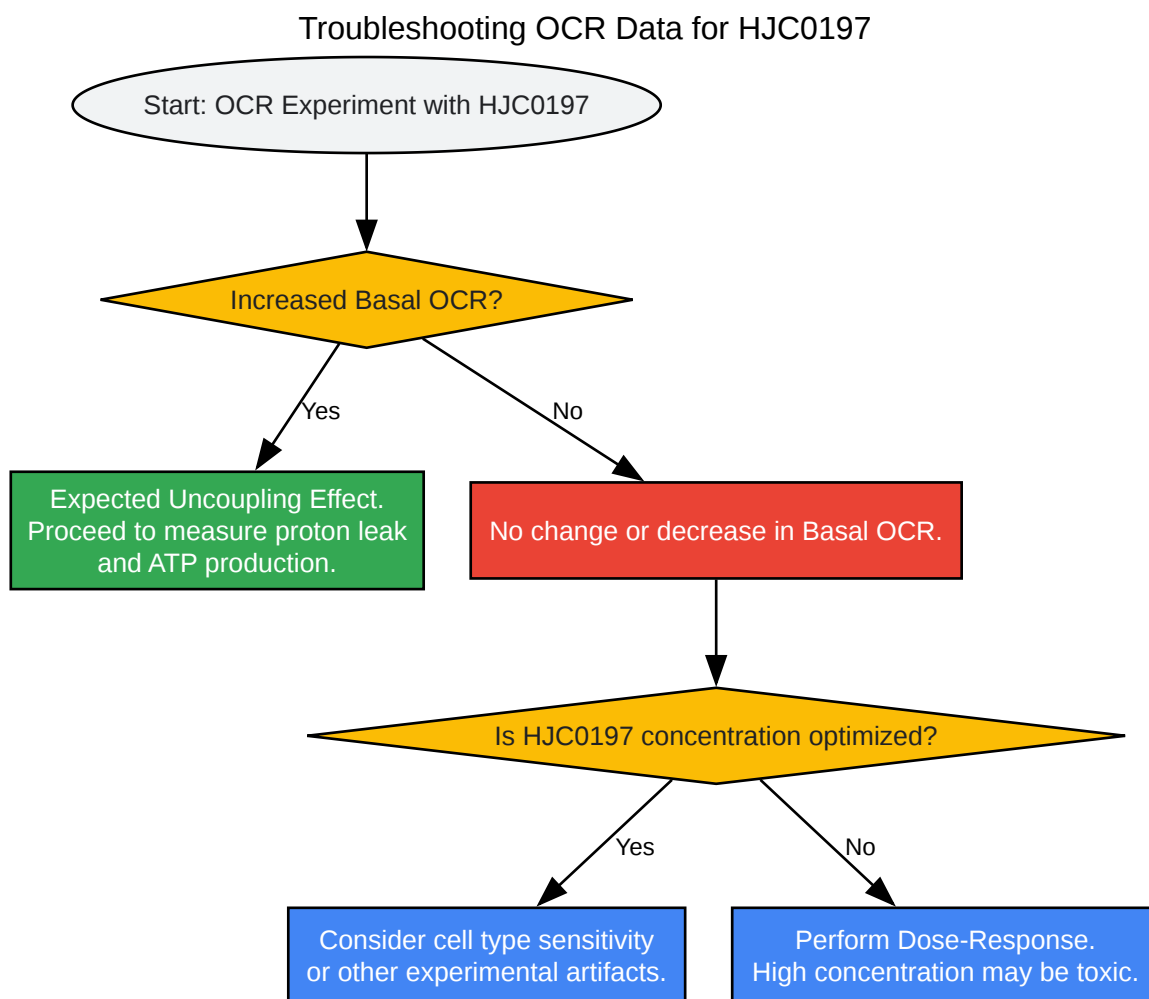 Troubleshooting OCR Data for HJC0197
Start: OCR Experiment with HJC0197
Increased Basal OCR?
Yes
No
Expected Uncoupling Effect.
Proceed to measure proton leak
and ATP production.
No change or decrease in Basal OCR.
Is HJC0197 concentration optimized?
Yes
No
Consider cell type sensitivity
or other experimental artifacts.
Perform Dose-Response.
High concentration may be toxic.